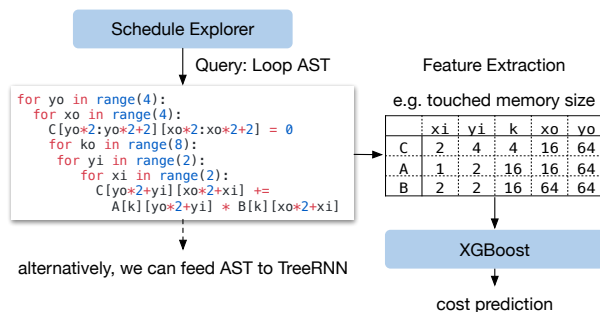 Schedule Explorer
Query: Loop AST
for yo in range(4):
for xo in range(4):
C[yo*2:yo*2+2][xo*2:xo*2+2] = 0
for ko in range(8):
for yi in range(2):
for xi in range(2):
C[yo*2+yi][xo*2+xi] +=
A[k][yo*2+yi] * B[k][xo*2+xi]
alternatively, we can feed AST to TreeRNN
Feature Extraction
e.g. touched memory size
xi yi k xo yo
C 2 4 4 16 64
A 1 2 16 16 64
B 2 2 16 64 64
XGBoost
cost prediction